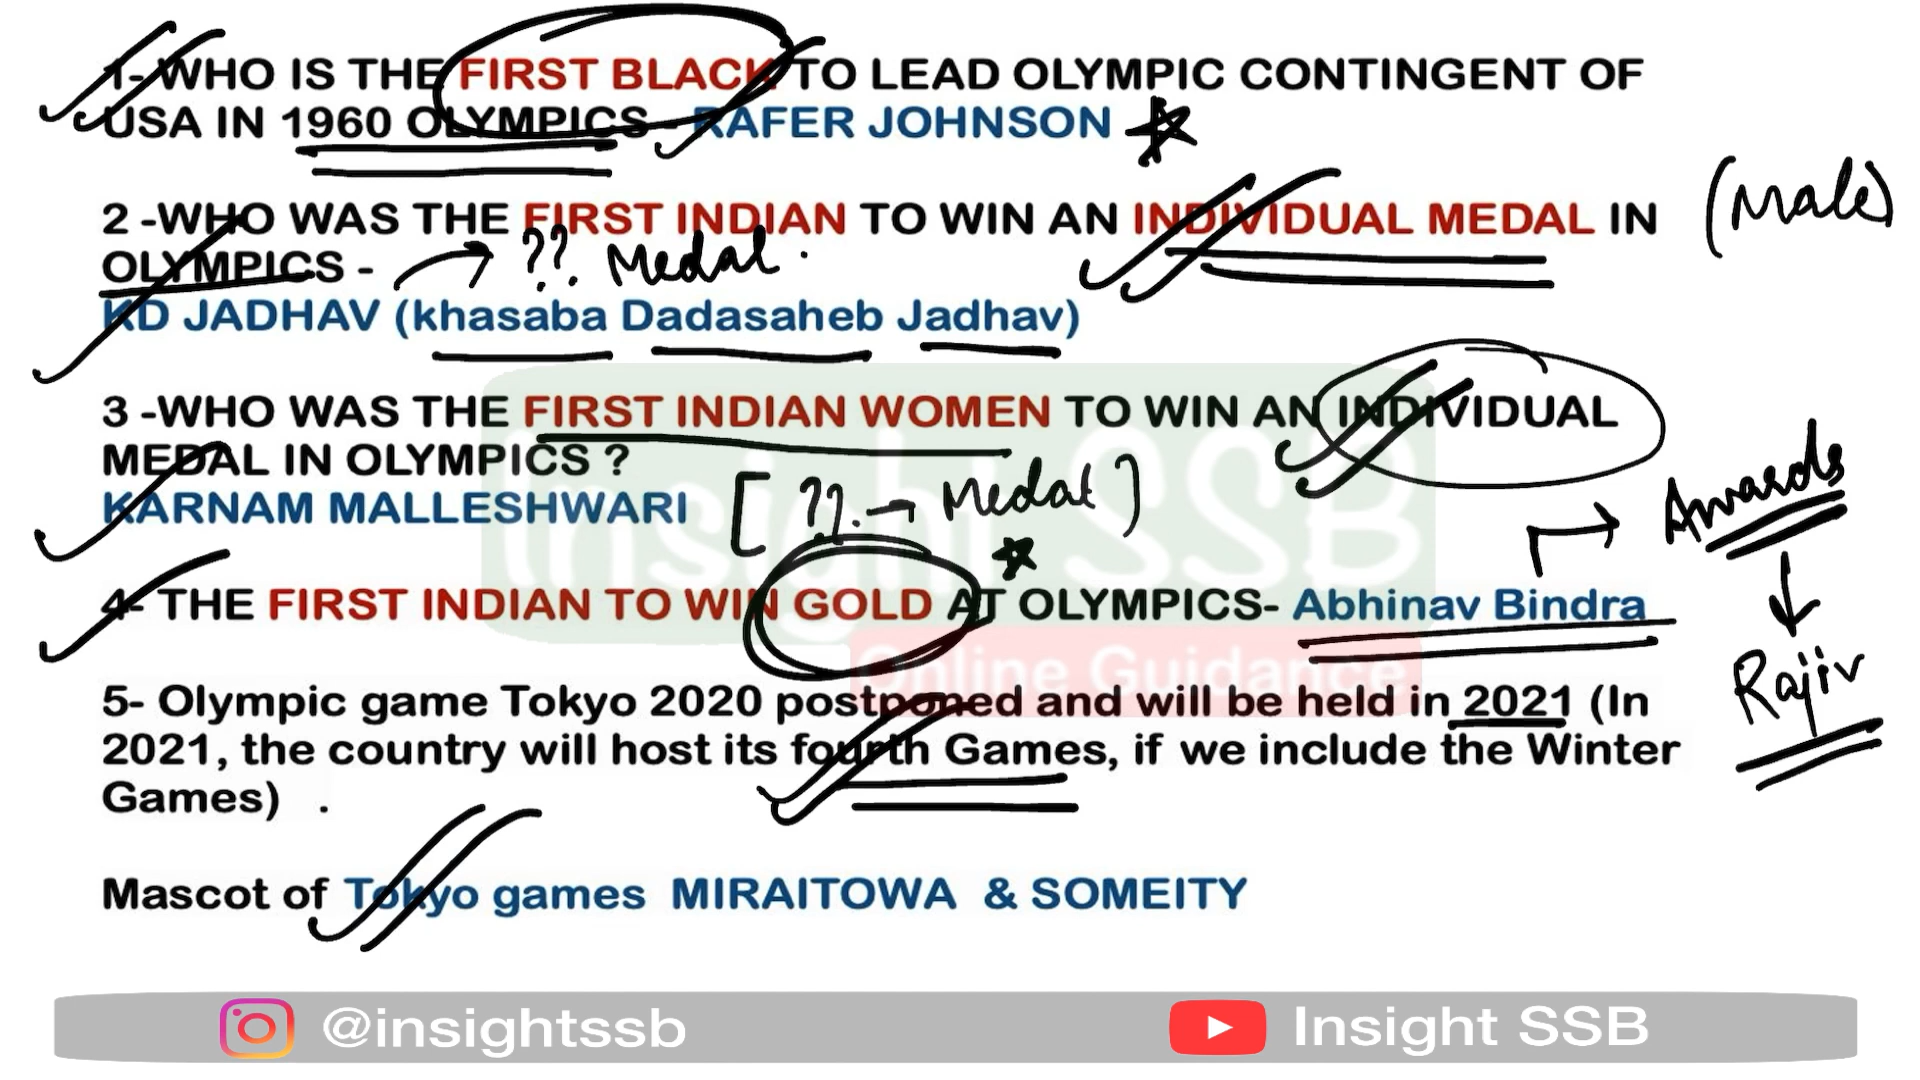 1- WHO IS THE FIRST BLACK TO LEAD OLYMPIC CONTINGENT OF
USA IN 1960 OLYMPICS - RAFER JOHNSON
2 -WHO WAS THE FIRST INDIAN TO WIN AN INDIVIDUAL MEDAL IN
(Male)
OLYMPICS -
?? Medal.
KD JADHAV (khasaba Dadasaheb Jadhav)
3 -WHO WAS THE FIRST INDIAN WOMEN TO WIN AN INDIVIDUAL
MEDAL IN OLYMPICS ?
KARNAM MALLESHWARI
[ ??. → Medal ]
Awards
4- THE FIRST INDIAN TO WIN GOLD AT OLYMPICS- Abhinav Bindra
Rajiv
5- Olympic game Tokyo 2020 postponed and will be held in 2021 (In
2021, the country will host its fourth Games, if we include the Winter
Games) .
Mascot of Tokyo games MIRAITOWA & SOMEITY
Insight SSB
Online Guidance
@insightssb
Insight SSB